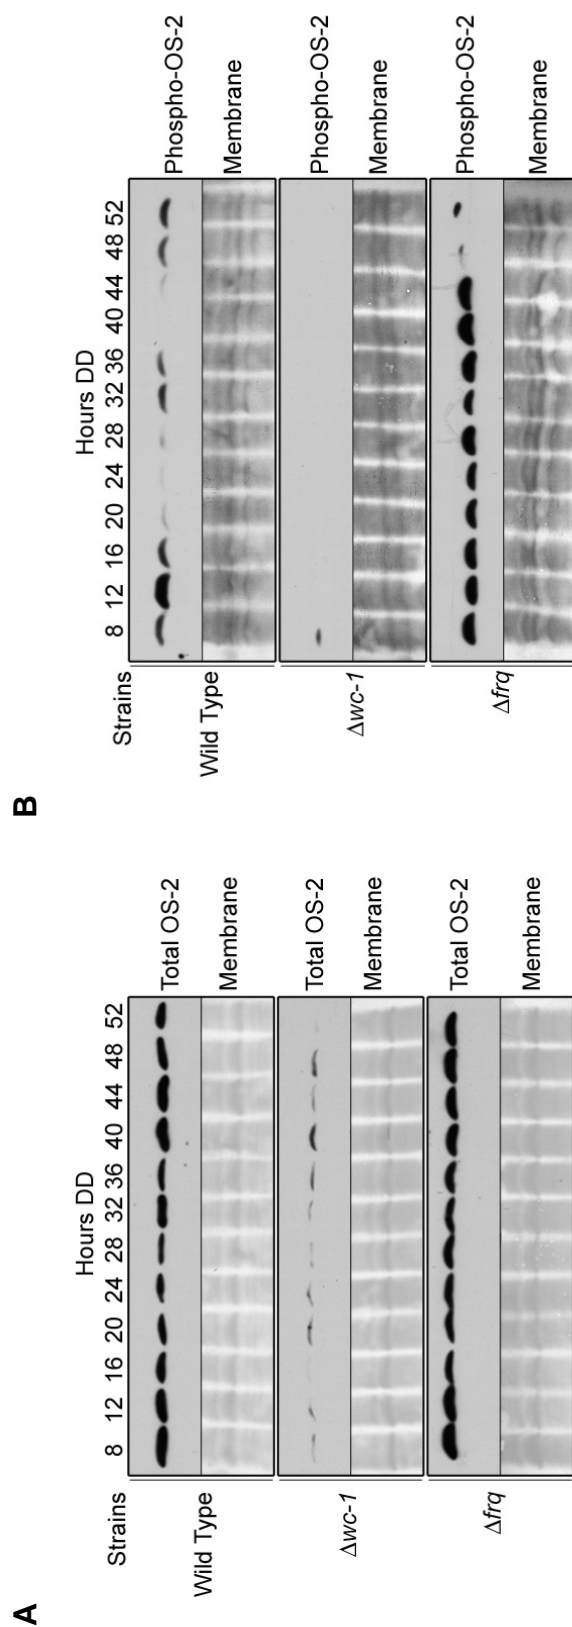 A
Hours DD
Strains 8 12 16 20 24 28 32 36 40 44 48 52
Wild Type
Total OS-2
Membrane
Δwc-1
Total OS-2
Membrane
Δfrq
Total OS-2
Membrane
B
Hours DD
Strains 8 12 16 20 24 28 32 36 40 44 48 52
Wild Type
Phospho-OS-2
Membrane
Δwc-1
Phospho-OS-2
Membrane
Δfrq
Phospho-OS-2
Membrane